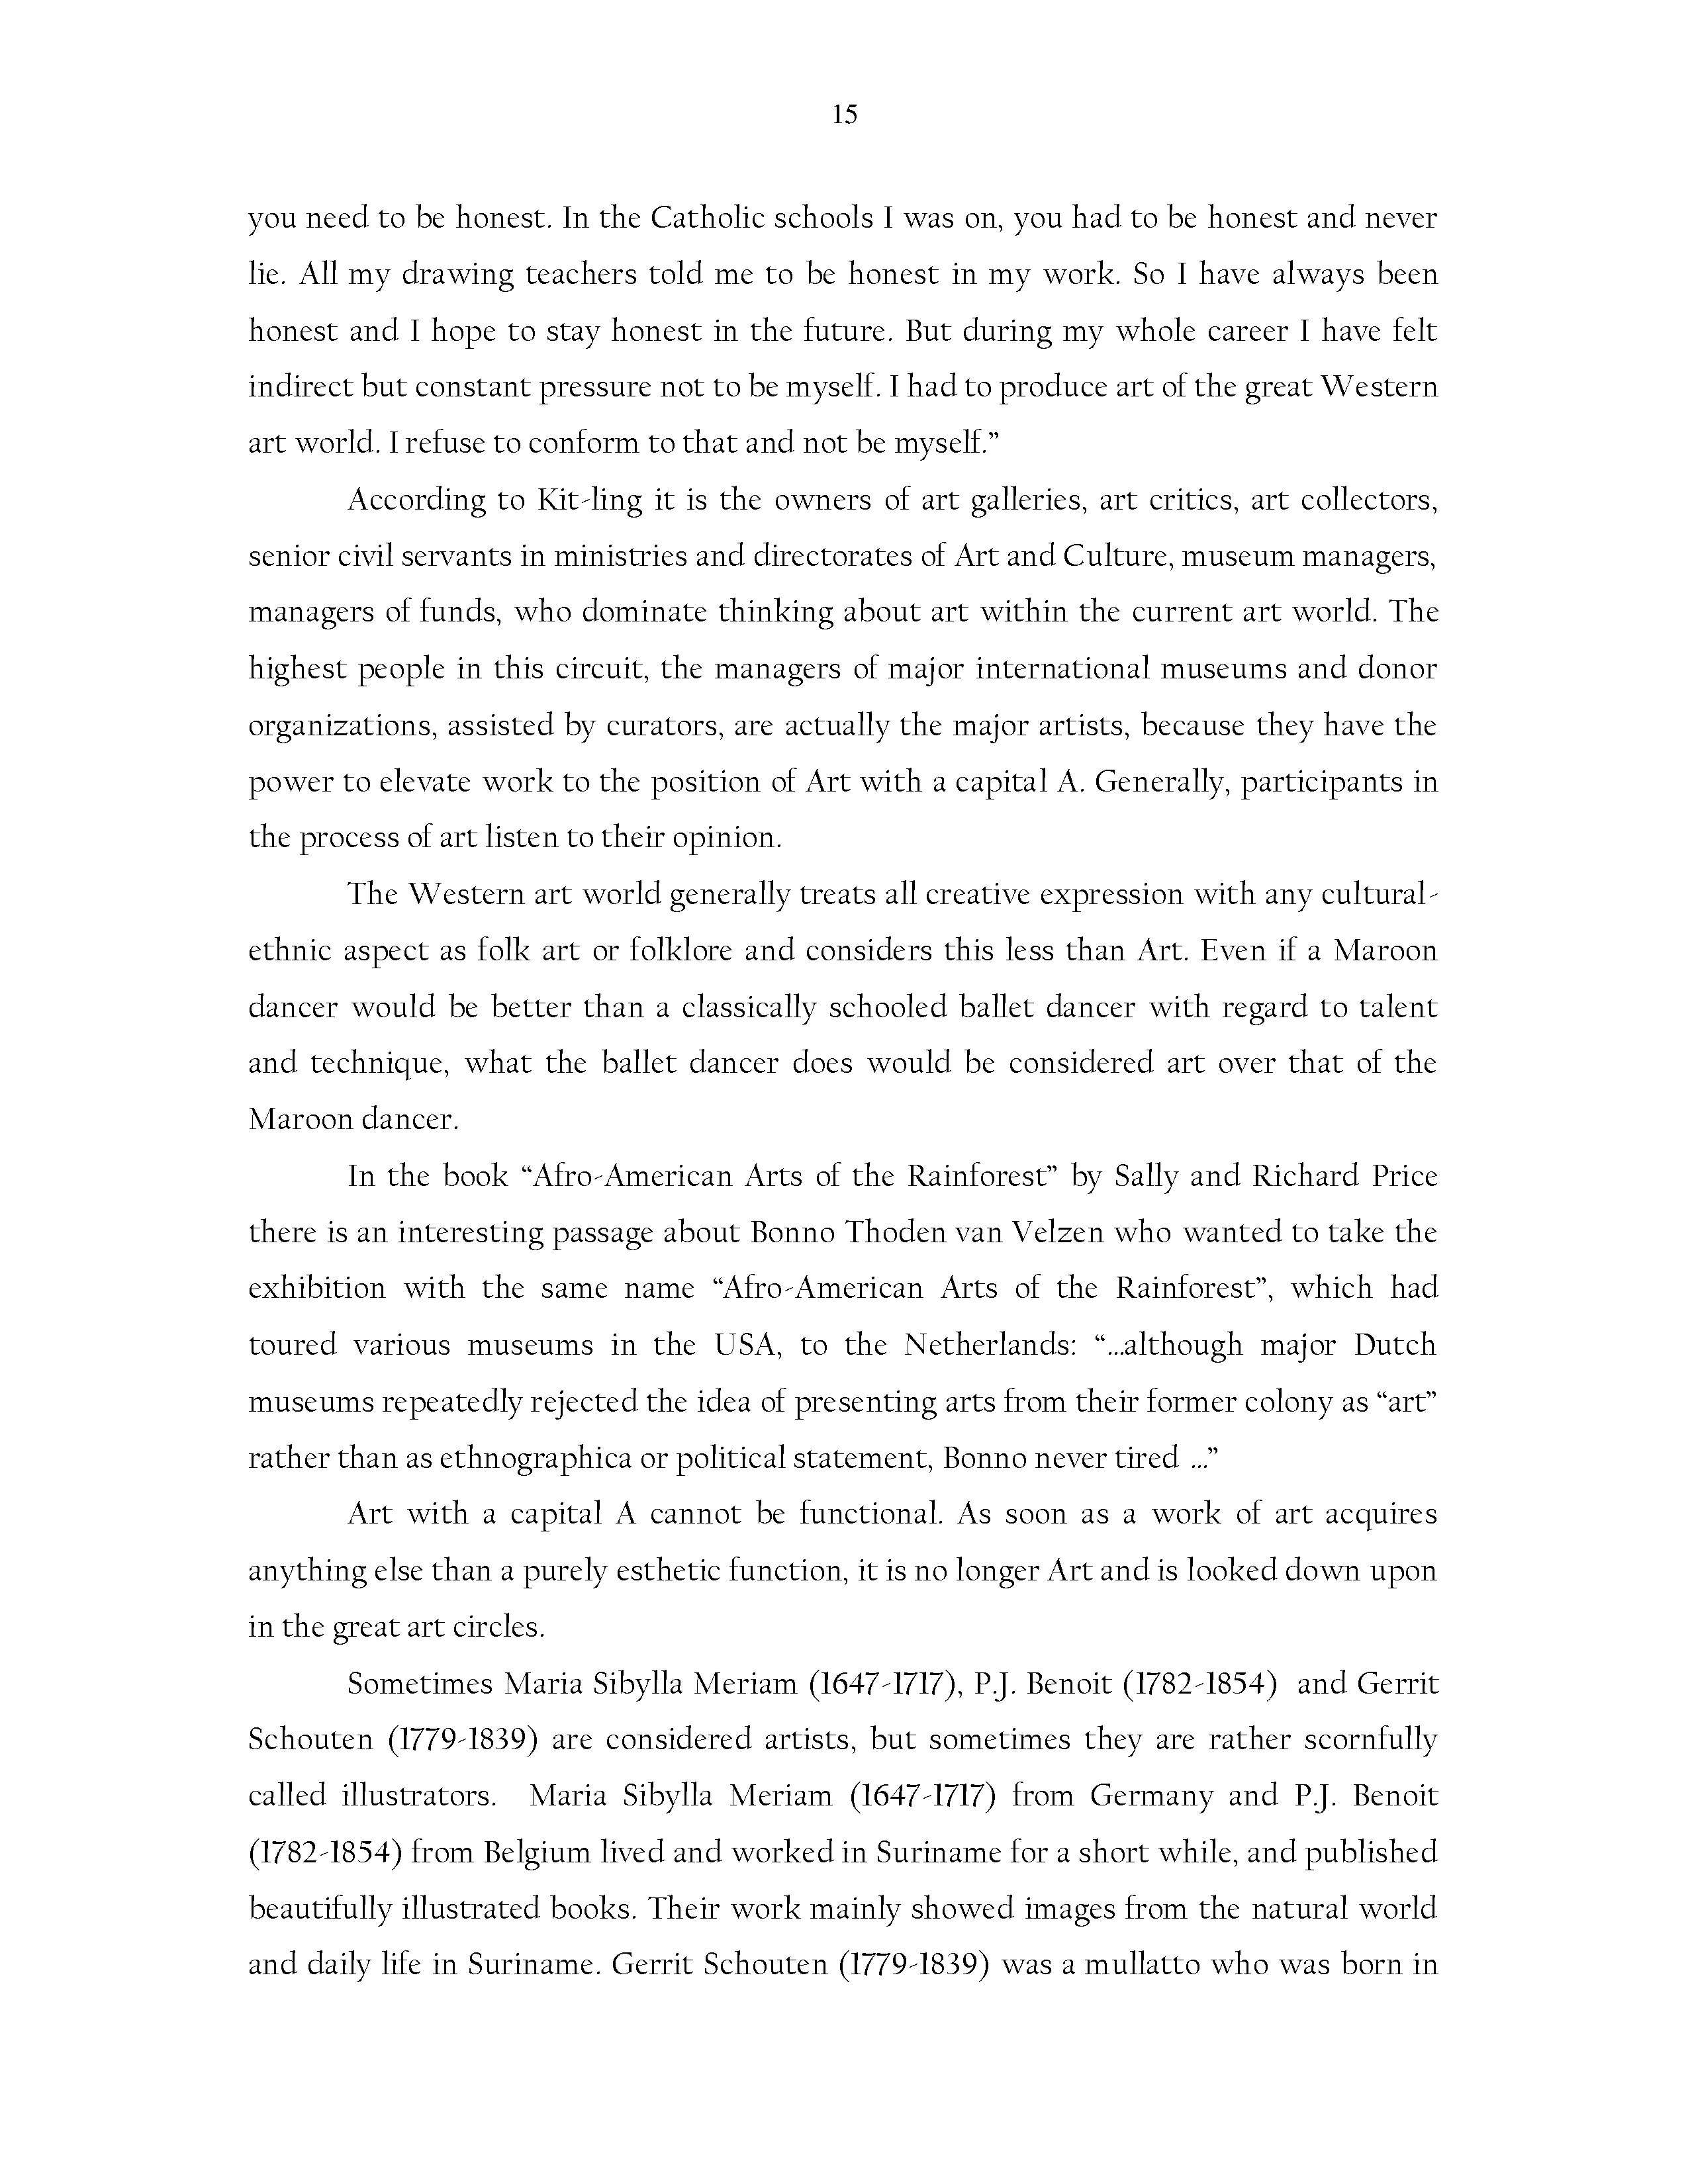 15
you need to be honest. In the Catholic schools I was on, you had to be honest and never
lie. All my drawing teachers told me to be honest in my work. So I have always been
honest and I hope to stay honest in the future. But during my whole career I have felt
indirect but constant pressure not to be myself. I had to produce art of the great Western
art world. I refuse to conform to that and not be myself.”
According to Kit-ling it is the owners of art galleries, art critics, art collectors,
senior civil servants in ministries and directorates of Art and Culture, museum managers,
managers of funds, who dominate thinking about art within the current art world. The
highest people in this circuit, the managers of major international museums and donor
organizations, assisted by curators, are actually the major artists, because they have the
power to elevate work to the position of Art with a capital A. Generally, participants in
the process of art listen to their opinion.
The Western art world generally treats all creative expression with any cultural-
ethnic aspect as folk art or folklore and considers this less than Art. Even if a Maroon
dancer would be better than a classically schooled ballet dancer with regard to talent
and technique, what the ballet dancer does would be considered art over that of the
Maroon dancer.
In the book “Afro-American Arts of the Rainforest” by Sally and Richard Price
there is an interesting passage about Bonno Thoden van Velzen who wanted to take the
exhibition with the same name “Afro-American Arts of the Rainforest”, which had
toured various museums in the USA, to the Netherlands: “...although major Dutch
museums repeatedly rejected the idea of presenting arts from their former colony as “art”
rather than as ethnographica or political statement, Bonno never tired ...”
Art with a capital A cannot be functional. As soon as a work of art acquires
anything else than a purely esthetic function, it is no longer Art and is looked down upon
in the great art circles.
Sometimes Maria Sibylla Meriam (1647-1717), P.J. Benoit (1782-1854)  and Gerrit
Schouten (1779-1839) are considered artists, but sometimes they are rather scornfully
called illustrators.  Maria Sibylla Meriam (1647-1717) from Germany and P.J. Benoit
(1782-1854) from Belgium lived and worked in Suriname for a short while, and published
beautifully illustrated books. Their work mainly showed images from the natural world
and daily life in Suriname. Gerrit Schouten (1779-1839) was a mullatto who was born in